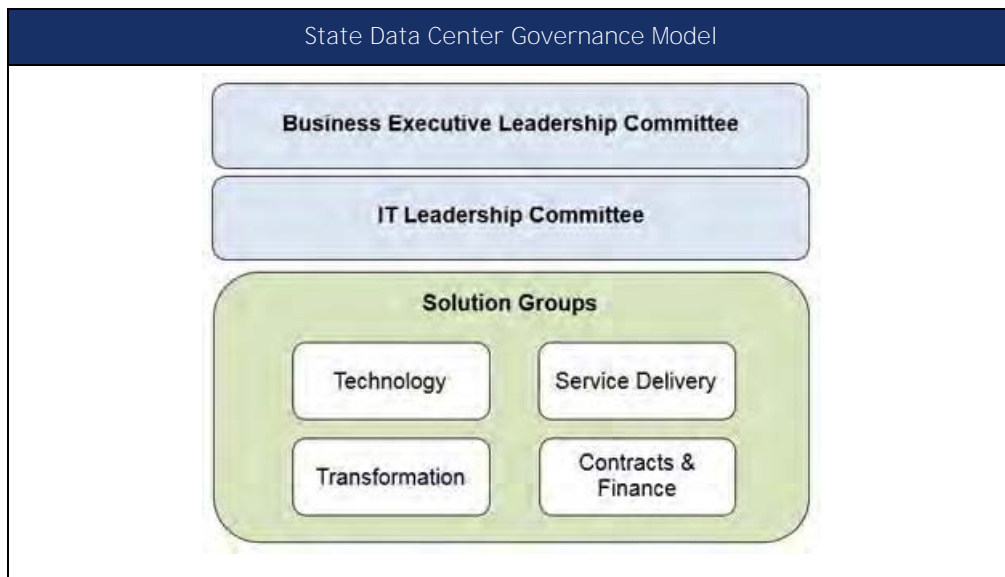 State Data Center Governance Model
Business Executive Leadership Committee
IT Leadership Committee
Solution Groups
Technology
Service Delivery
Transformation
Contracts &
Finance